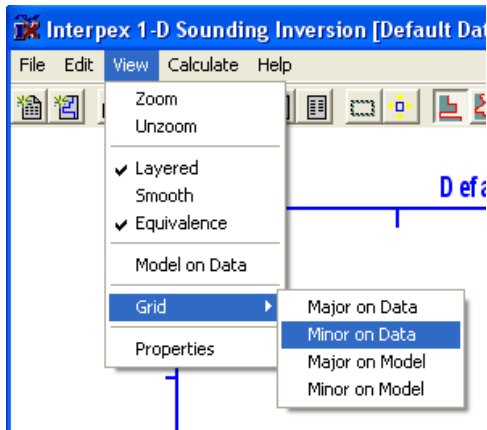 Interpex 1-D Sounding Inversion [Default Dat
File Edit View Calculate Help
Zoom
Unzoom
Layered
Smooth
Equivalence
Model on Data
Grid
Properties
Defa
Major on Data
Minor on Data
Major on Model
Minor on Model